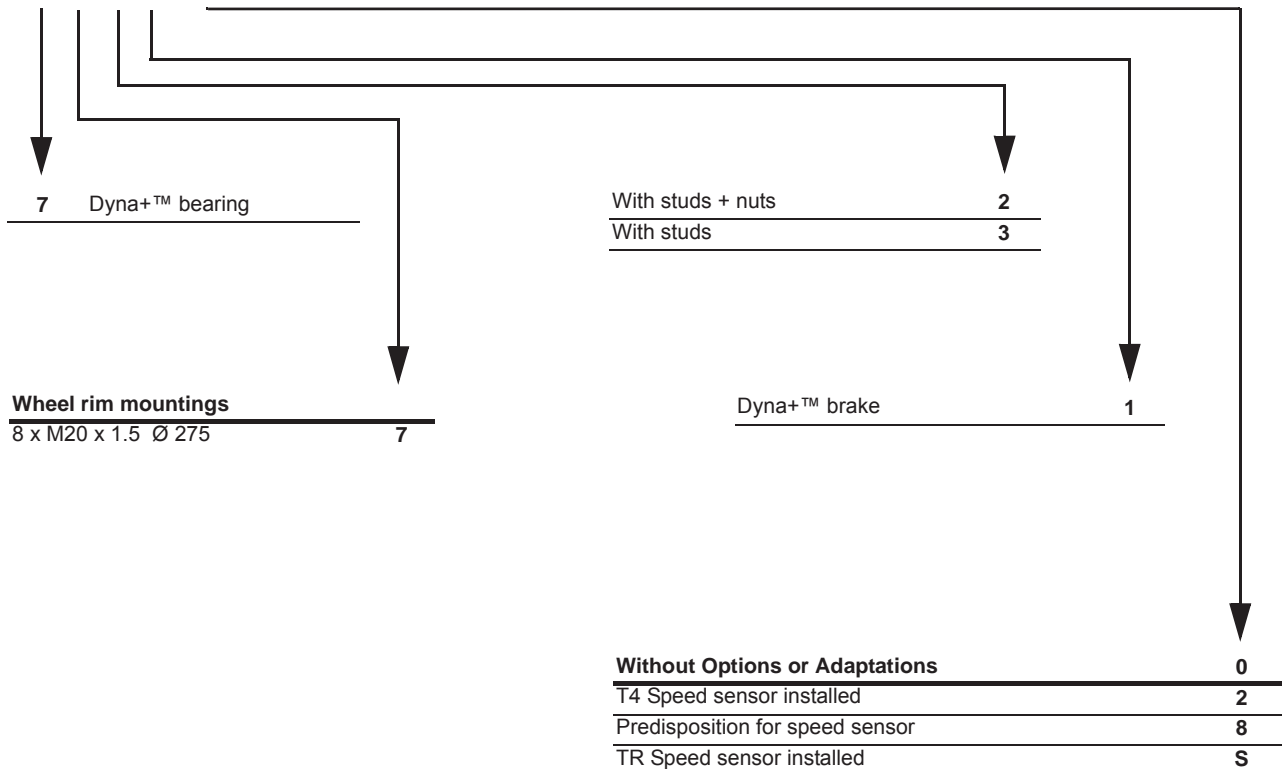 7 Dyna+™ bearing
With studs + nuts 2
With studs 3
Wheel rim mountings
8 x M20 x 1.5 Ø 275 7
Dyna+™ brake 1
Without Options or Adaptations 0
T4 Speed sensor installed 2
Predisposition for speed sensor 8
TR Speed sensor installed S